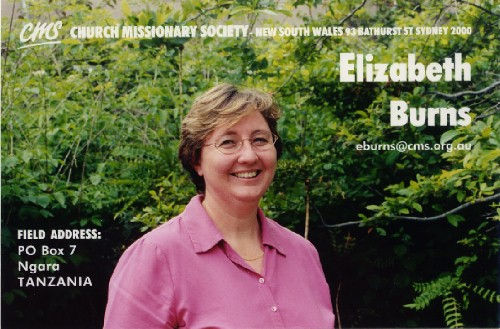 CMS CHURCH MISSIONARY SOCIETY - NEW SOUTH WALES 93 BATHURST ST SYDNEY 2000
Elizabeth
Burns
eburns@cms.org.au
FIELD ADDRESS:
PO Box 7
Ngara
TANZANIA